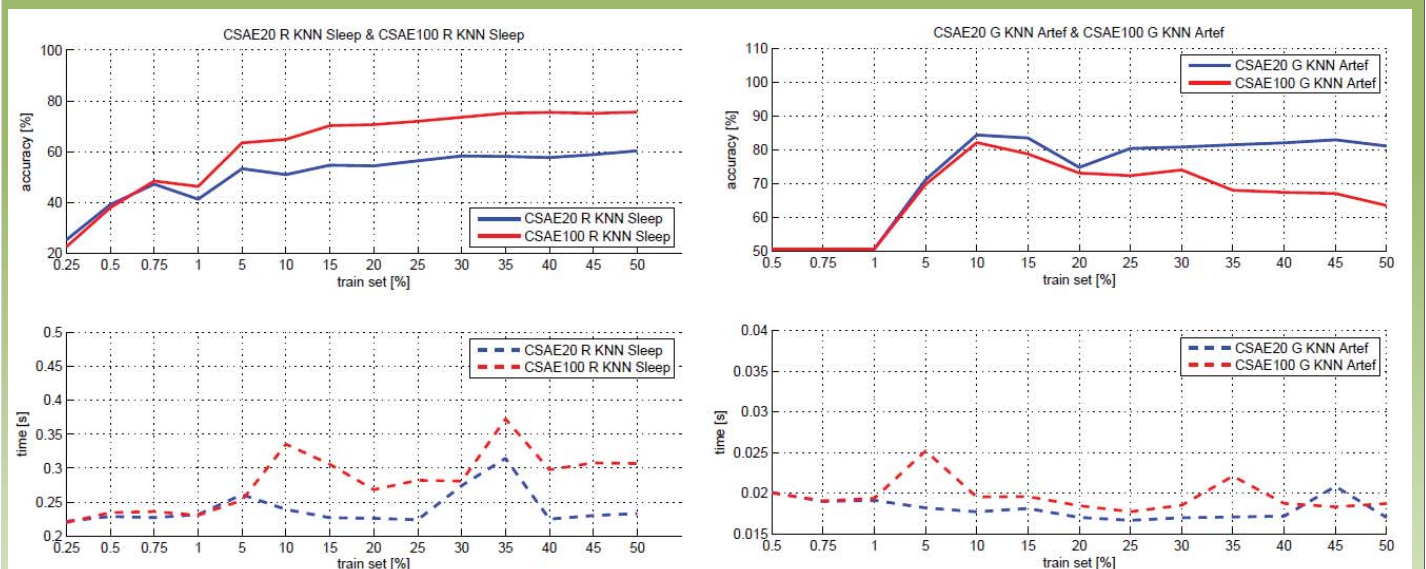 CSAE20 R KNN Sleep & CSAE100 R KNN Sleep
100
80
60
40
20
accuracy [%]
CSAE20 R KNN Sleep
CSAE100 R KNN Sleep
0.25 0.5 0.75 1 5 10 15 20 25 30 35 40 45 50
train set [%]
CSAE20 G KNN Artef & CSAE100 G KNN Artef
110
100
90
80
70
60
50
accuracy [%]
CSAE20 G KNN Artef
CSAE100 G KNN Artef
0.5 0.75 1 5 10 15 20 25 30 35 40 45 50
train set [%]
0.5
0.45
0.4
0.35
0.3
0.25
0.2
time [s]
CSAE20 R KNN Sleep
CSAE100 R KNN Sleep
0.25 0.5 0.75 1 5 10 15 20 25 30 35 40 45 50
train set [%]
0.04
0.035
0.03
0.025
0.02
0.015
time [s]
CSAE20 G KNN Artef
CSAE100 G KNN Artef
0.5 0.75 1 5 10 15 20 25 30 35 40 45 50
train set [%]